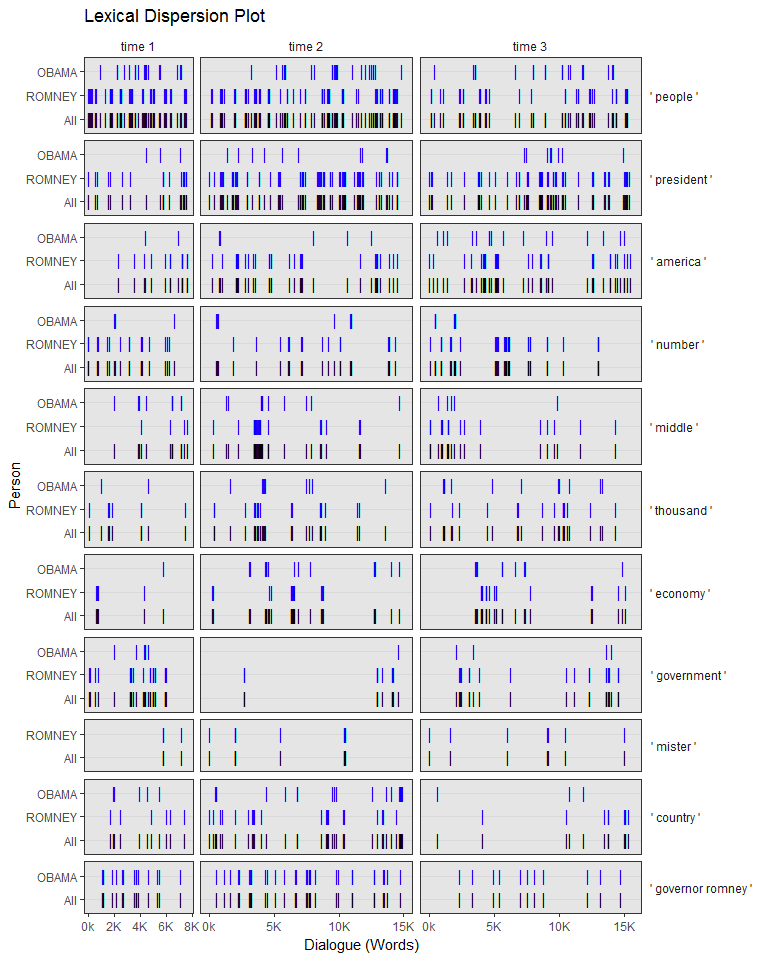 Lexical Dispersion Plot
time 1 time 2 time 3
OBAMA
ROMNEY ' people '
All
OBAMA
ROMNEY ' president '
All
OBAMA
ROMNEY ' america '
All
OBAMA
ROMNEY ' number '
All
OBAMA
ROMNEY ' middle '
All
Person
OBAMA
ROMNEY ' thousand '
All
OBAMA
ROMNEY ' economy '
All
OBAMA
ROMNEY ' government '
All
ROMNEY ' mister '
All
OBAMA
ROMNEY ' country '
All
OBAMA ' governor romney '
All
0k 2K 4K 6K 8K 0k 5K 10K 15K 0k 5K 10K 15K
Dialogue (Words)